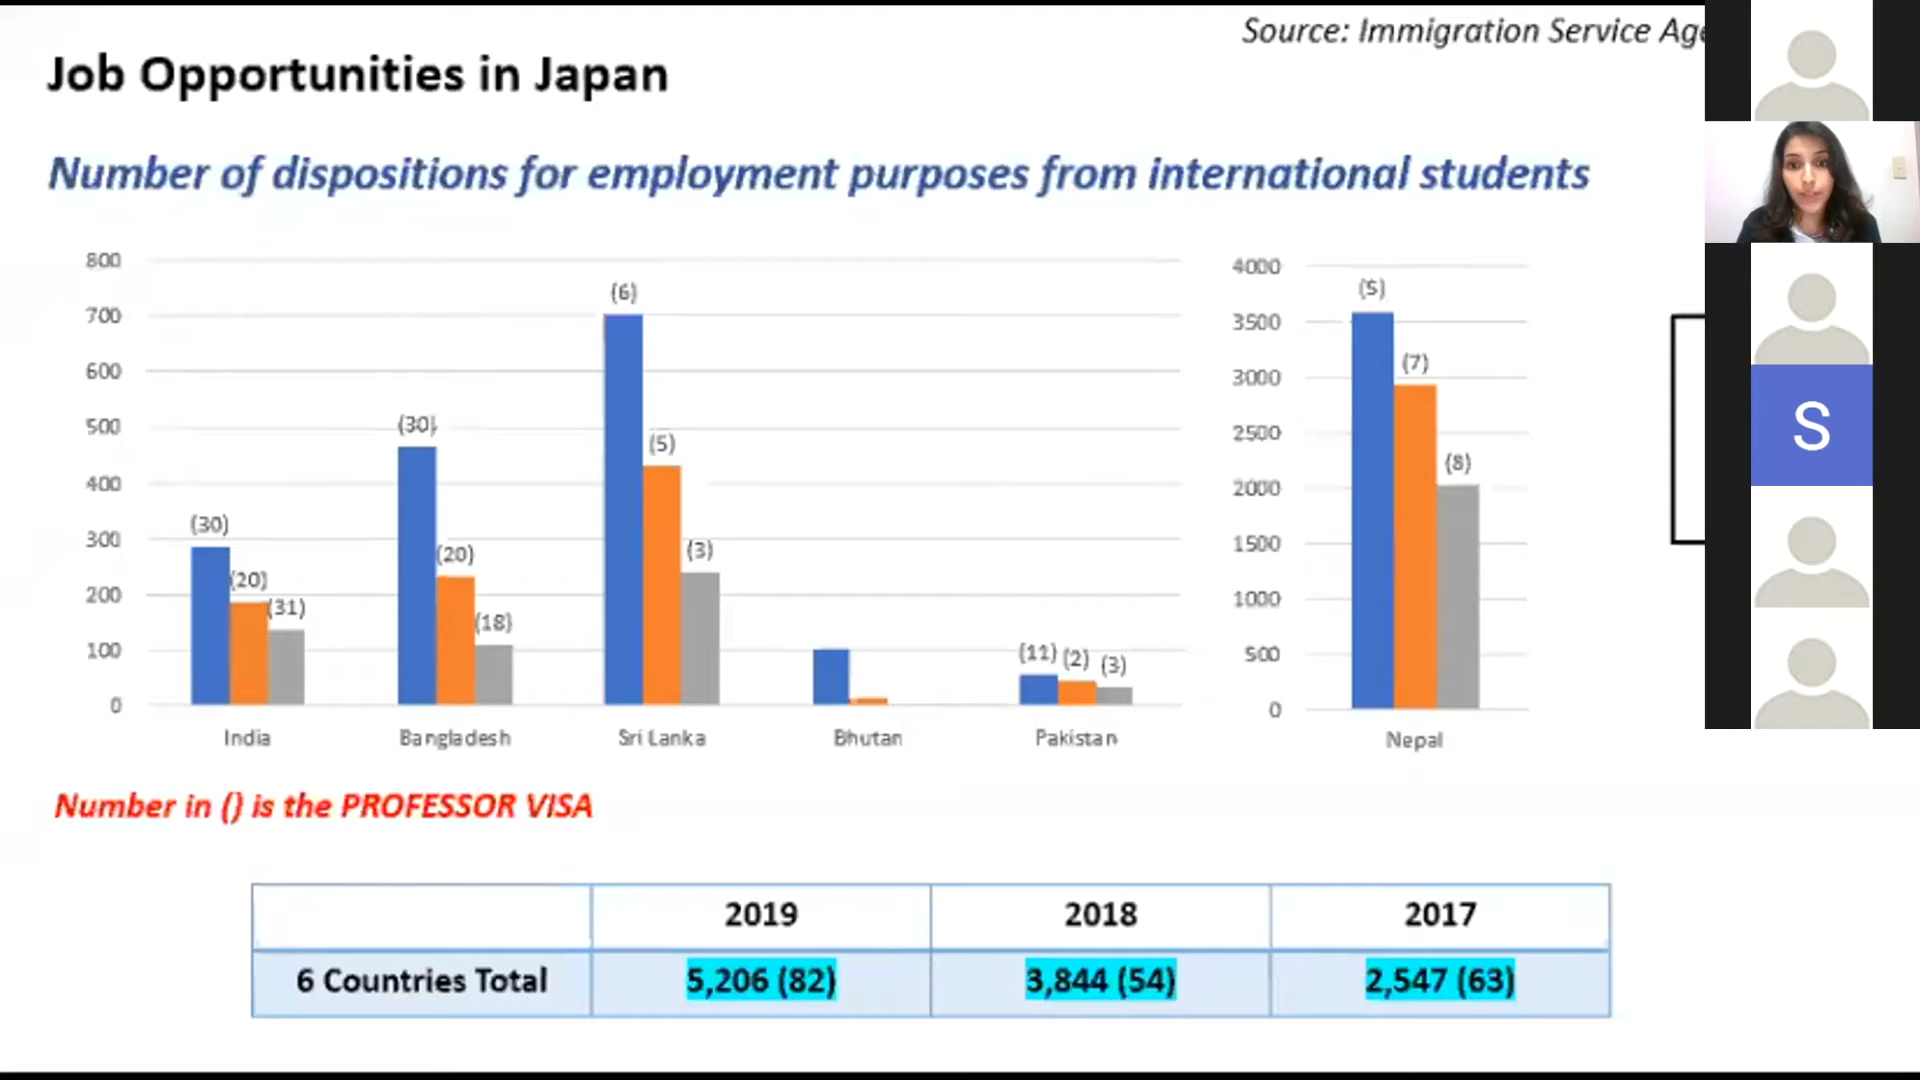 Source: Immigration Service
Job Opportunities in Japan
Number of dispositions for employment purposes from international students
800
700
600
500
400
300
200
100
0
(30)
(20)
(31)
(30)
(20)
(18)
(6)
(5)
(3)
(11) (2) (3)
India
Bangladesh
Sri Lanka
Bhutan
Pakistan
4000
3500
3000
2500
2000
1500
1000
500
0
(5)
(7)
(8)
Nepal
S
Number in () is the PROFESSOR VISA
2019 2018 2017
6 Countries Total 5,206 (82) 3,844 (54) 2,547 (63)